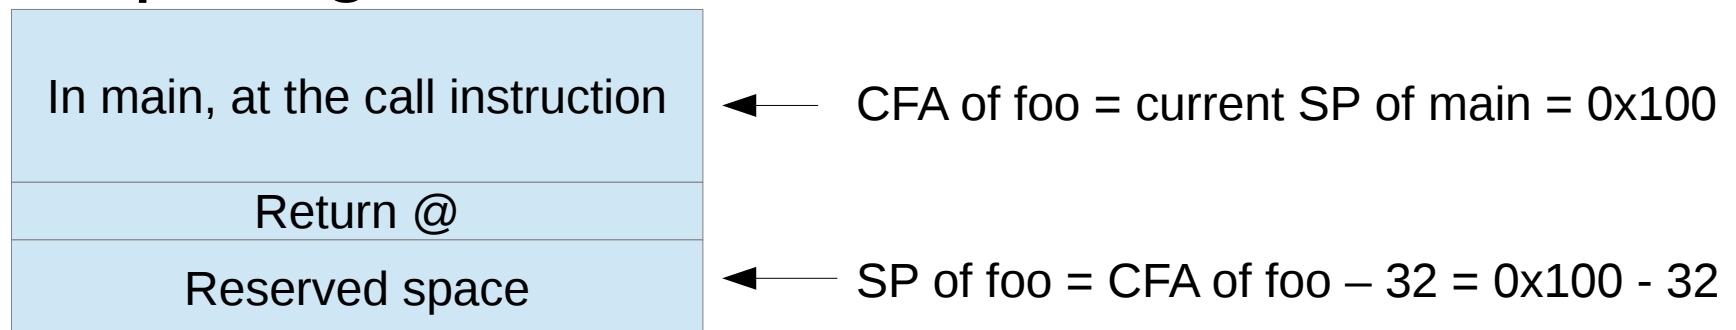 In main, at the call instruction
CFA of foo = current SP of main = 0x100
Return @
Reserved space
SP of foo = CFA of foo – 32 = 0x100 - 32